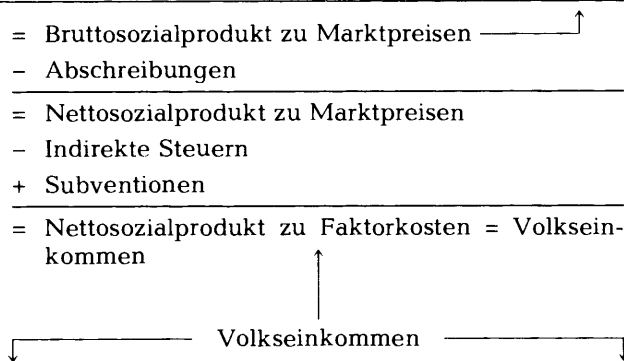 = Bruttosozialprodukt zu Marktpreisen
– Abschreibungen
= Nettosozialprodukt zu Marktpreisen
– Indirekte Steuern
+ Subventionen
= Nettosozialprodukt zu Faktorkosten = Volksein-
kommen
Volkseinkommen